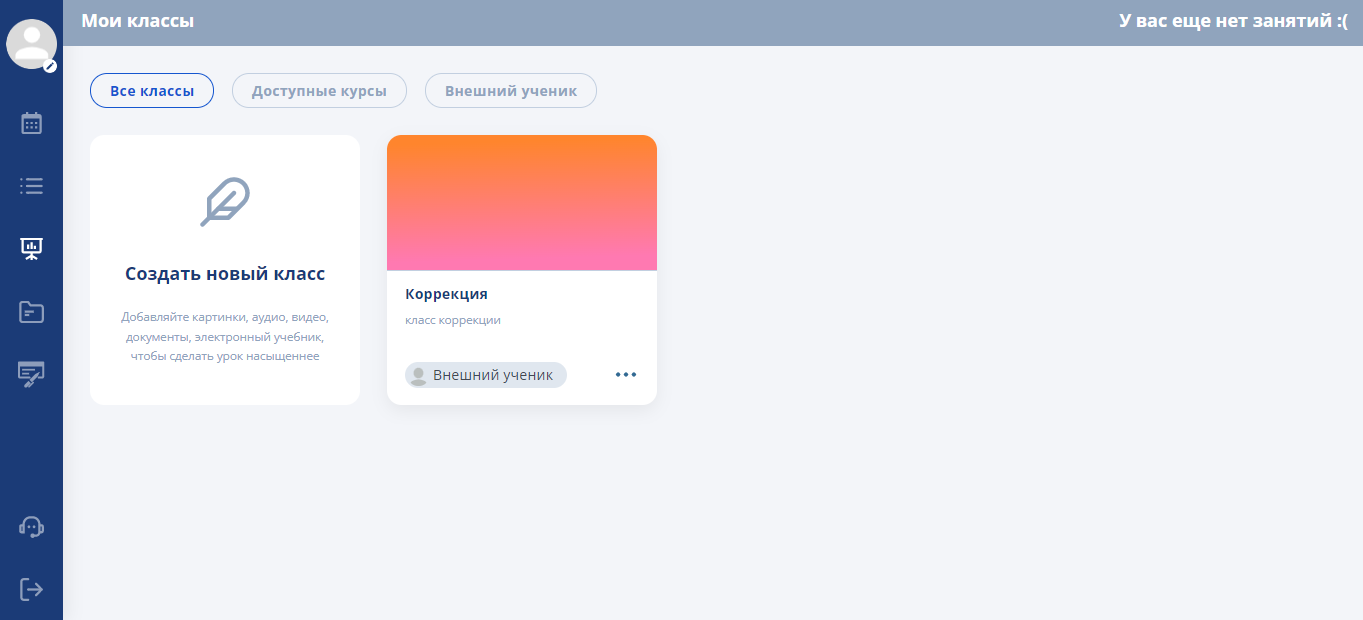 Мои классы
У вас еще нет занятий :(
Все классы
Доступные курсы
Внешний ученик
Создать новый класс
Добавляйте картинки, аудио, видео,
документы, электронный учебник,
чтобы сделать урок насыщеннее
Коррекция
класс коррекции
Внешний ученик